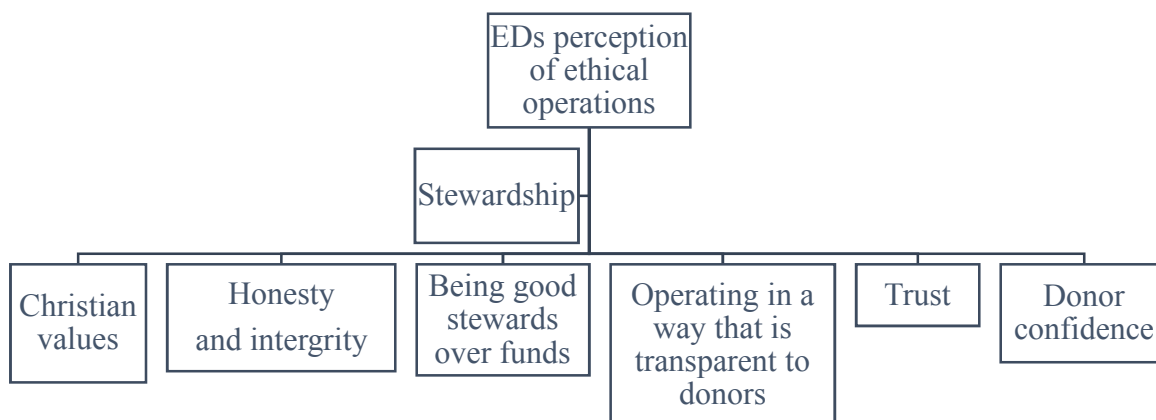 EDs perception
of ethical
operations
Stewardship
Christian
values
Honesty
and intergrity
Being good
stewards
over funds
Operating in a
way that is
transparent to
donors
Trust
Donor
confidence